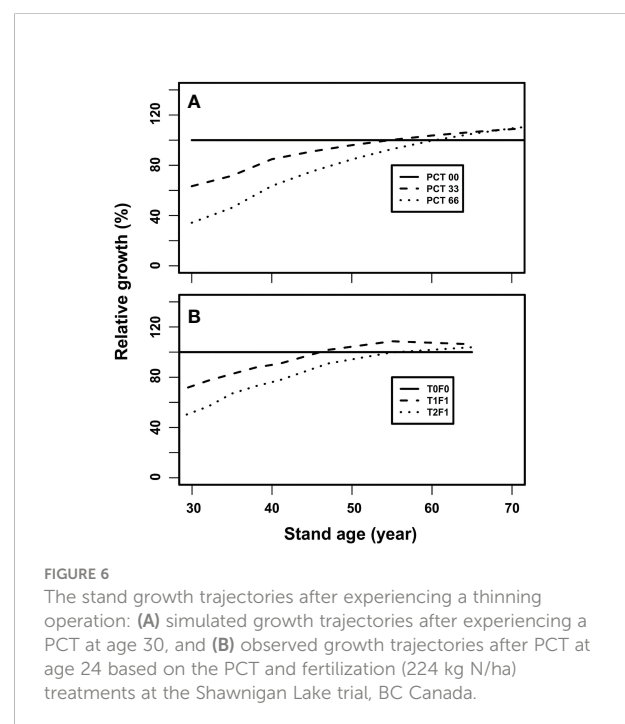 A
120
80
40
0
PCT 00
PCT 33
PCT 66
Relative growth (%)
B
120
80
40
0
T0F0
T1F1
T2F1
30 40 50 60 70
Stand age (year)
FIGURE 6
The stand growth trajectories after experiencing a thinning
operation: (A) simulated growth trajectories after experiencing a
PCT at age 30, and (B) observed growth trajectories after PCT at
age 24 based on the PCT and fertilization (224 kg N/ha)
treatments at the Shawnigan Lake trial, BC Canada.